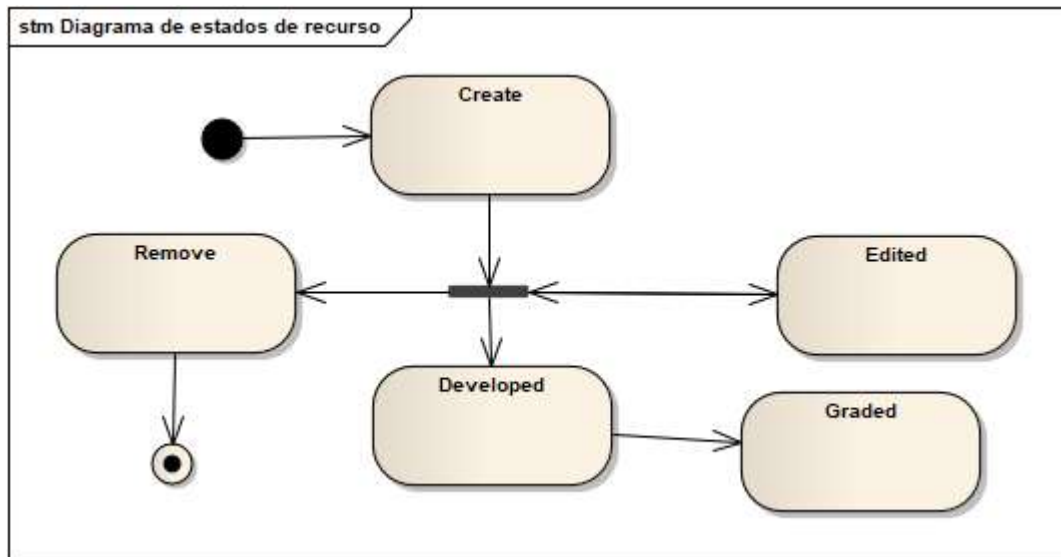 stm Diagrama de estados de recurso
Create
Remove
Edited
Developed
Graded